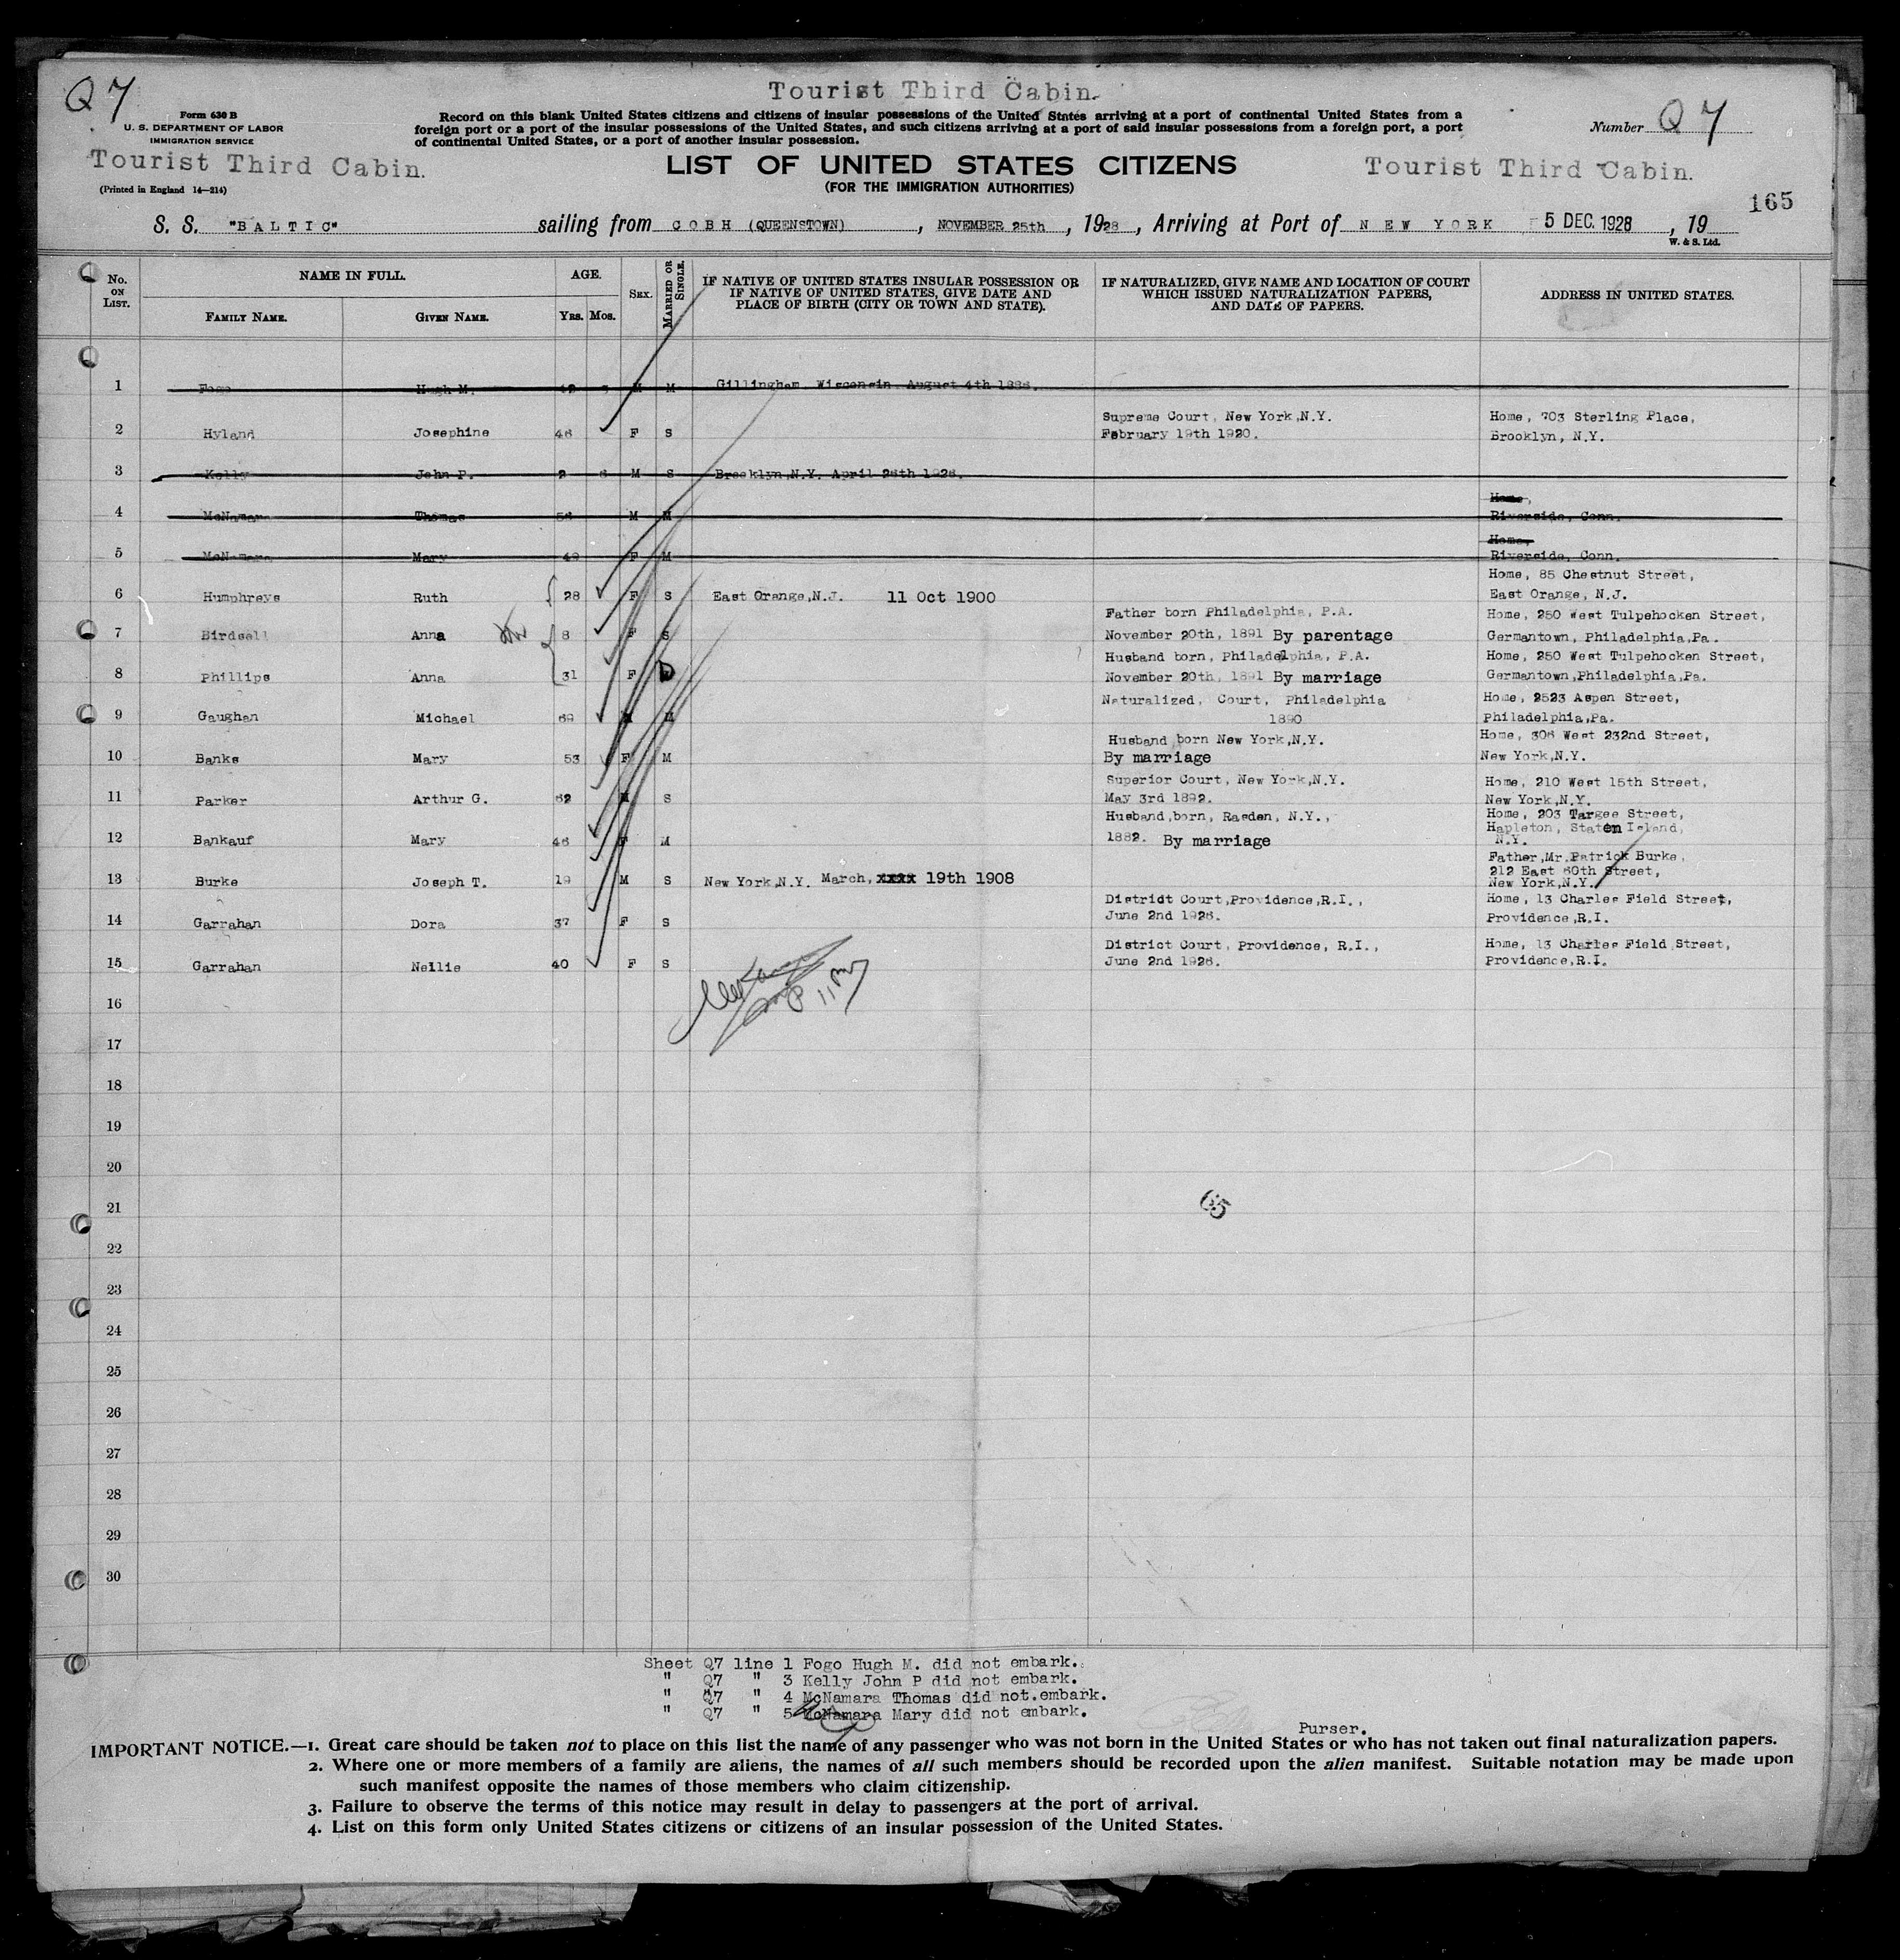 Q 7
Tourist Third Cabin.
Form 630 B
U. S. DEPARTMENT OF LABOR
IMMIGRATION SERVICE
Record on this blank United States citizens and citizens of insular possessions of the United States arriving at a port of continental United States from a
foreign port or a port of the insular possessions of the United States, and such citizens arriving at a port of said insular possessions from a foreign port, a port
of continental United States, or a port of another insular possession.
Number Q 7
Tourist Third Cabin.
LIST OF UNITED STATES CITIZENS
Tourist Third Cabin.
(Printed in England 14—214)
(FOR THE IMMIGRATION AUTHORITIES)
165
S. S. "BALTIC" sailing from COBH (QUEENSTOWN), NOVEMBER 25th, 1928, Arriving at Port of NEW YORK 5 DEC. 1928, 19
W. & S. Ltd.
No. ON LIST.
NAME IN FULL.
FAMILY NAME.
GIVEN NAME.
AGE.
YRS. MOS.
SEX.
MARRIED OR SINGLE.
IF NATIVE OF UNITED STATES INSULAR POSSESSION OR
IF NATIVE OF UNITED STATES, GIVE DATE AND
PLACE OF BIRTH (CITY OR TOWN AND STATE).
IF NATURALIZED, GIVE NAME AND LOCATION OF COURT
WHICH ISSUED NATURALIZATION PAPERS,
AND DATE OF PAPERS.
ADDRESS IN UNITED STATES.
1 Fogo Hugh M. M M Gillingham, Wisconsin August 4th
2 Hyland Josephine 46 F S Supreme Court, New York,N.Y.
February 19th 1920.
Home, 703 Sterling Place,
Brooklyn, N.Y.
3 Kelly John P. 2 M S Brooklyn,N.Y. April 26th 1926.
4 McNamara Thomas M M Home,
Riverside, Conn.
5 McNamara Mary 49 F M Home,
Riverside, Conn.
6 Humphreys Ruth 28 F S East Orange,N.J. 11 Oct 1900
Home, 85 Chestnut Street,
East Orange, N.J.
7 Birdsell Anna 8 F S Father born Philadelphia, P.A.
November 20th, 1891 By parentage
Home, 250 West Tulpehocken Street,
Germantown, Philadelphia,Pa.
8 Phillips Anna 31 F D Husband born, Philadelphia, P.A.
November 20th, 1891 By marriage
Home, 250 West Tulpehocken Street,
Germantown,Philadelphia,Pa.
9 Gaughan Michael 69 M M Naturalized, Court, Philadelphia
1890
Home, 2523 Aspen Street,
Philadelphia,Pa.
10 Banks Mary 53 F M Husband born New York,N.Y.
By marriage
Home, 306 West 232nd Street,
New York,N.Y.
11 Parker Arthur G. 62 M S Superior Court, New York,N.Y.
May 3rd 1892.
Home, 210 West 15th Street,
New York,N.Y.
12 Bankauf Mary 46 F M Husband,born, Rasden, N.Y.,
1882. By marriage
Home, 203 Targee Street,
Hapleton, Staten Island,
N.Y.
13 Burke Joseph T. 19 M S New York,N.Y. March, xxxx 19th 1908
Father,Mr.Patrick Burke,
212 East 60th Street,
New York,N.Y.
14 Garrahan Dora 37 F S District Court,Providence,R.I.,
June 2nd 1926.
Home, 13 Charles Field Street,
Providence,R.I.
15 Garrahan Nellie 40 F S District Court, Providence, R.I.,
June 2nd 1926.
Home, 13 Charles Field Street,
Providence,R.I.
16
17
18
19
20
21
65
22
23
24
25
26
27
28
29
30
Sheet Q7 line 1 Fogo Hugh M. did not embark.
" Q7 " 3 Kelly John P did not embark.
" Q7 " 4 McNamara Thomas did not.embark.
" Q7 " 5 McNamara Mary did not embark.
Purser.
IMPORTANT NOTICE.—1. Great care should be taken not to place on this list the name of any passenger who was not born in the United States or who has not taken out final naturalization papers.
2. Where one or more members of a family are aliens, the names of all such members should be recorded upon the alien manifest. Suitable notation may be made upon
such manifest opposite the names of those members who claim citizenship.
3. Failure to observe the terms of this notice may result in delay to passengers at the port of arrival.
4. List on this form only United States citizens or citizens of an insular possession of the United States.